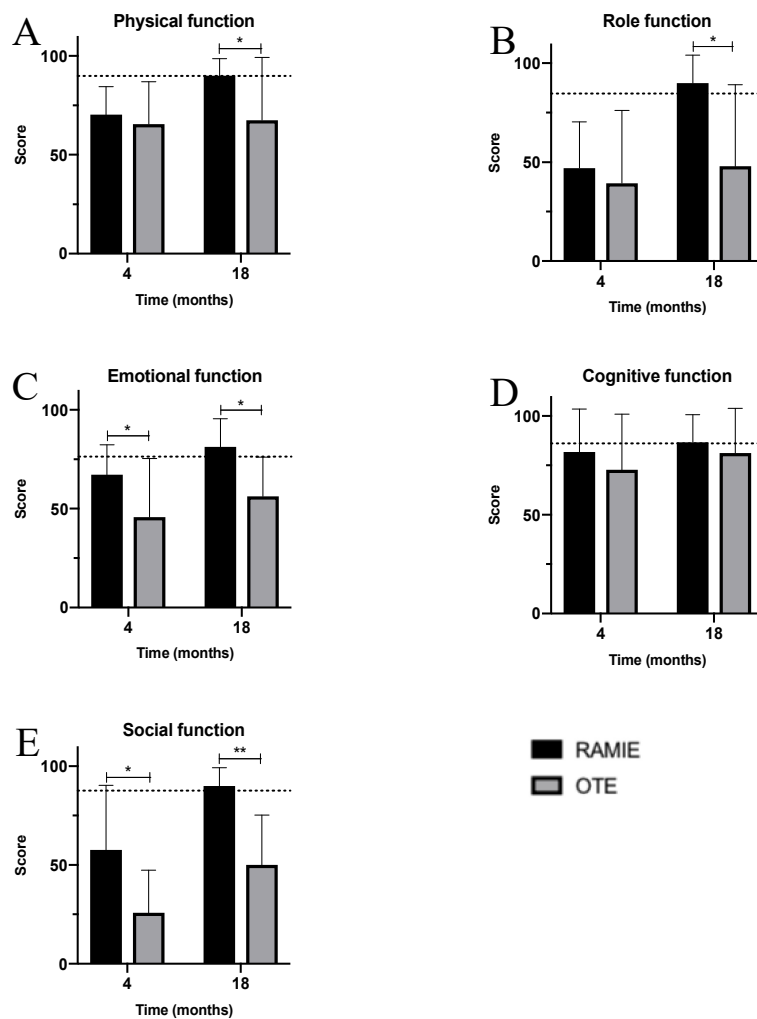 A
Physical function
*
100
50
0
Score
4
18
Time (months)
B
Role function
*
100
50
0
Score
4
18
Time (months)
C
Emotional function
*
*
100
50
0
Score
4
18
Time (months)
D
Cognitive function
100
50
0
Score
4
18
Time (months)
E
Social function
*
**
100
50
0
Score
4
18
Time (months)
RAMIE
OTE